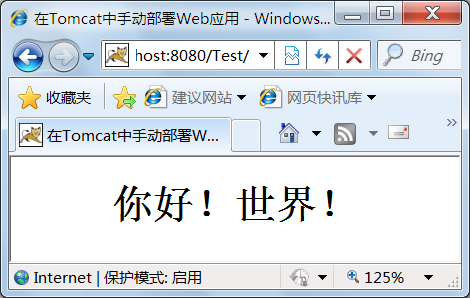 在Tomcat中手动部署Web应用 - Windows...
host:8080/Test/
Bing
收藏夹
建议网站
网页快讯库
在Tomcat中手动部署W...
你好！世界！
Internet | 保护模式: 启用
125%